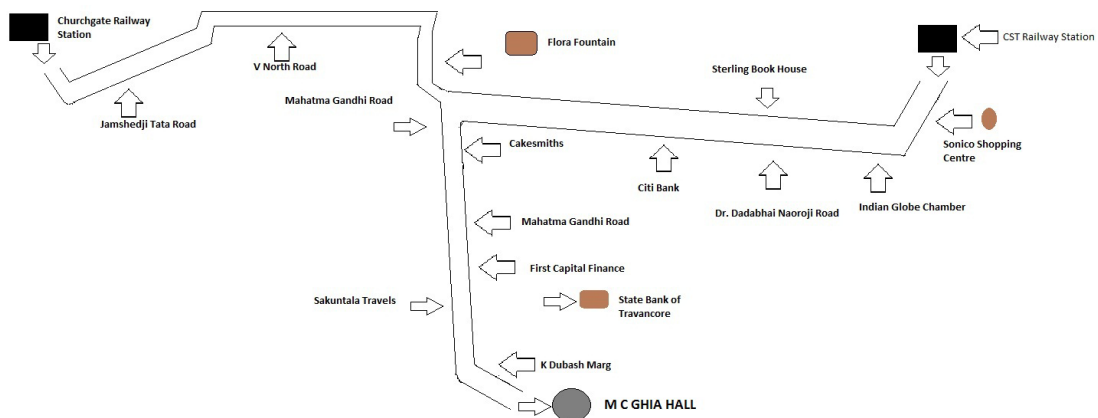 Churchgate Railway
Station
Flora Fountain
CST Railway Station
V North Road
Sterling Book House
Mahatma Gandhi Road
Jamshedji Tata Road
Cakesmiths
Sonico Shopping
Centre
Citi Bank
Dr. Dadabhai Naoroji Road
Indian Globe Chamber
Mahatma Gandhi Road
First Capital Finance
Sakuntala Travels
State Bank of
Travancore
K Dubash Marg
M C GHIA HALL